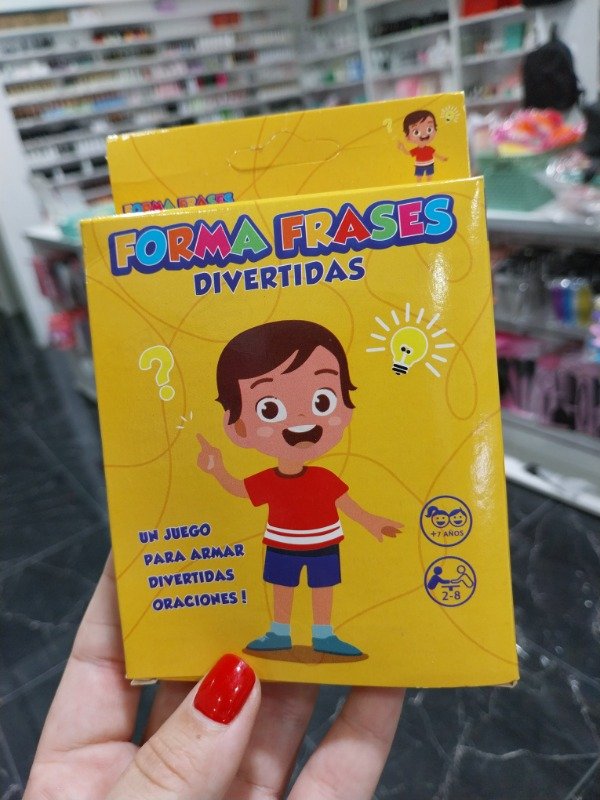 FORMA FRASES
FORMA FRASES
DIVERTIDAS
?
?
UN JUEGO
PARA ARMAR
DIVERTIDAS
ORACIONES!
+7 AÑOS
2-8